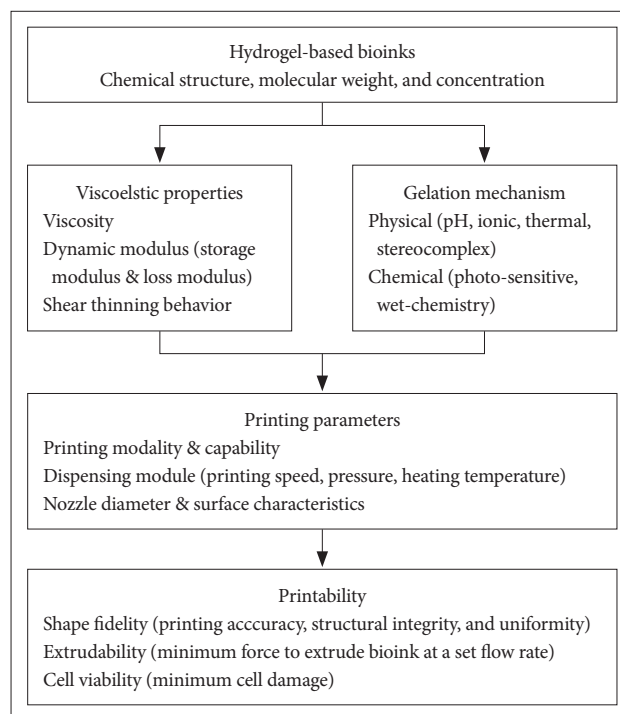 Hydrogel-based bioinks
Chemical structure, molecular weight, and concentration
Viscoelstic properties
Viscosity
Dynamic modulus (storage
modulus & loss modulus)
Shear thinning behavior
Gelation mechanism
Physical (pH, ionic, thermal,
stereocomplex)
Chemical (photo-sensitive,
wet-chemistry)
Printing parameters
Printing modality & capability
Dispensing module (printing speed, pressure, heating temperature)
Nozzle diameter & surface characteristics
Printability
Shape fidelity (printing acccuracy, structural integrity, and uniformity)
Extrudability (minimum force to extrude bioink at a set flow rate)
Cell viability (minimum cell damage)